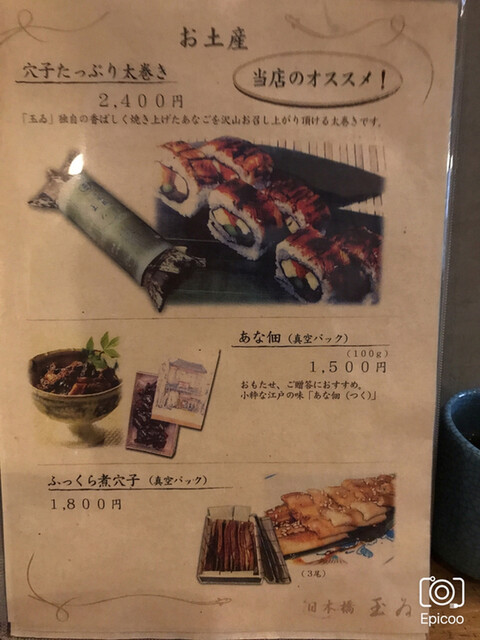 お土産
穴子たっぷり太巻き
当店のオススメ！
2,400円
「玉ゐ」独自の香ばしく焼き上げたあなごを沢山お召し上がり頂ける太巻きです。
あな佃（真空パック）
（100g）
1,500円
おもたせ、ご贈答におすすめ。
小粋な江戸の味「あな佃（つく）」
ふっくら煮穴子（真空パック）
1,800円
（3尾）
日本橋 玉ゐ
Epicoo